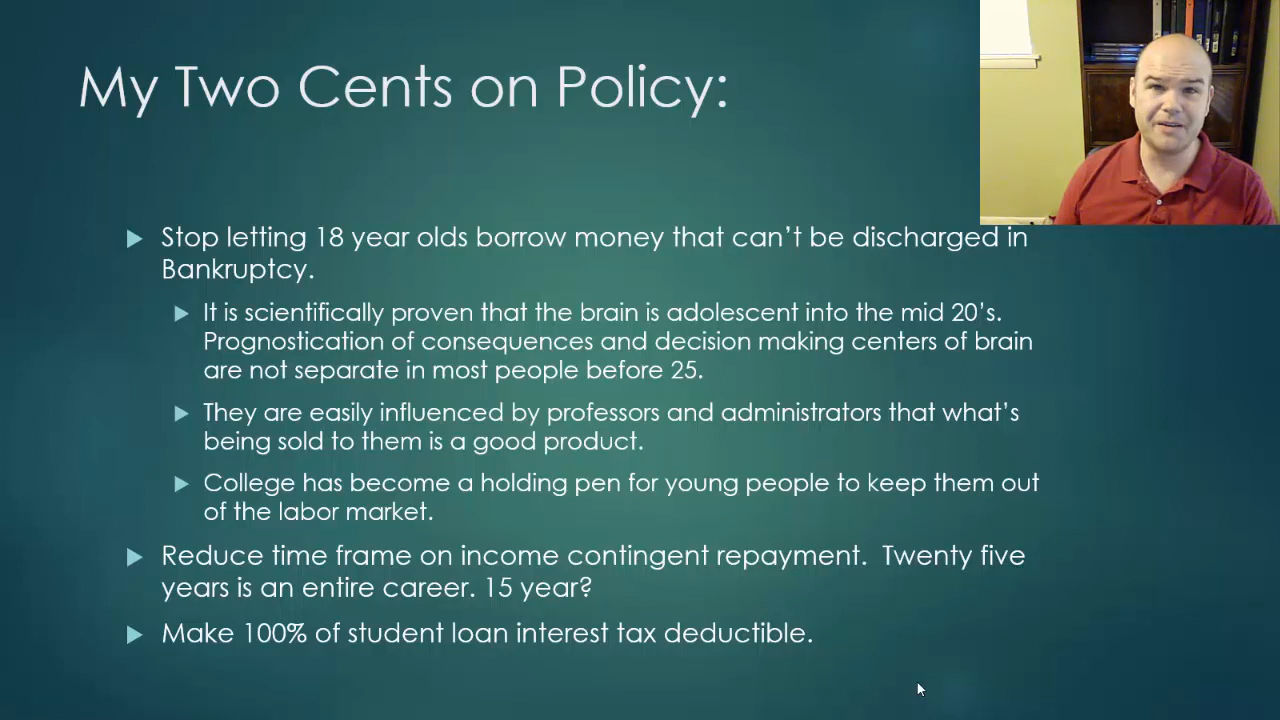 My Two Cents on Policy:
Stop letting 18 year olds borrow money that can't be discharged in
Bankruptcy.
It is scientifically proven that the brain is adolescent into the mid 20's.
Prognostication of consequences and decision making centers of brain
are not separate in most people before 25.
They are easily influenced by professors and administrators that what's
being sold to them is a good product.
College has become a holding pen for young people to keep them out
of the labor market.
Reduce time frame on income contingent repayment.  Twenty five
years is an entire career. 15 year?
Make 100% of student loan interest tax deductible.